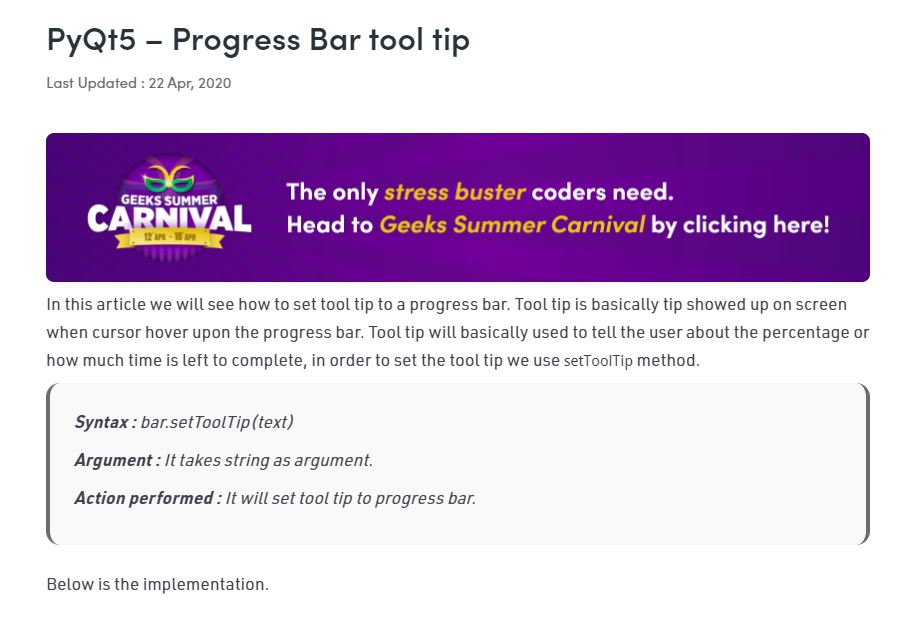 PyQt5 – Progress Bar tool tip
Last Updated : 22 Apr, 2020
GEEKS SUMMER
CARNIVAL
12 APR - 18 APR
The only stress buster coders need.
Head to Geeks Summer Carnival by clicking here!
In this article we will see how to set tool tip to a progress bar. Tool tip is basically tip showed up on screen
when cursor hover upon the progress bar. Tool tip will basically used to tell the user about the percentage or
how much time is left to complete, in order to set the tool tip we use setToolTip method.
Syntax : bar.setToolTip(text)
Argument : It takes string as argument.
Action performed : It will set tool tip to progress bar.
Below is the implementation.